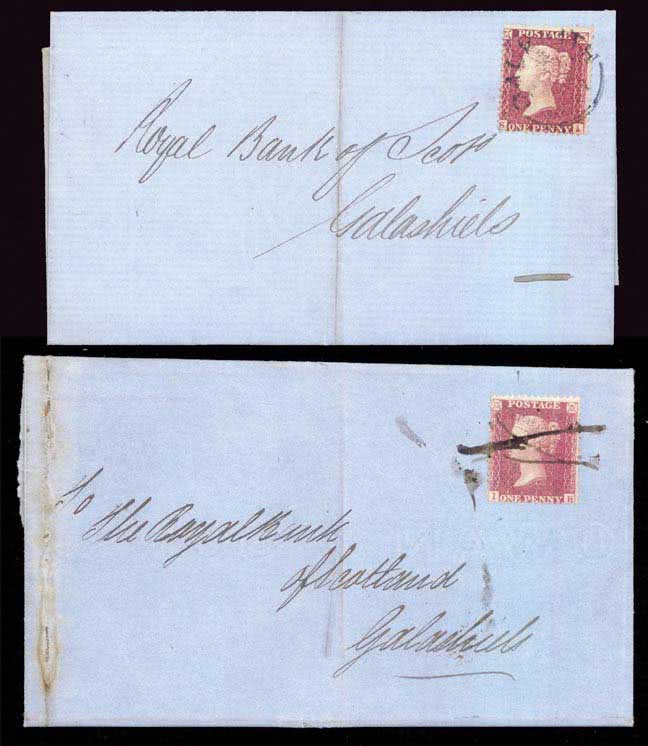 POSTAGE
ONE PENNY
Royal Bank of Scot
Galashiels
POSTAGE
I ONE PENNY B
To
The Royal Bank
of Scotland
Galashiels